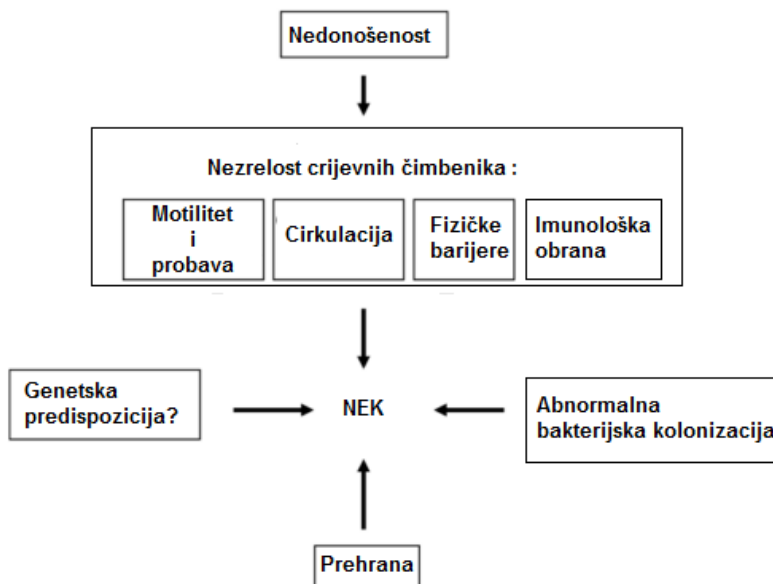 Nedonošenost
Nezrelost crijevnih čimbenika :
Motilitet
i
probava
Cirkulacija
Fizičke
barijere
Imunološka
obrana
Genetska
predispozicija?
NEK
Abnormalna
bakterijska kolonizacija
Prehrana